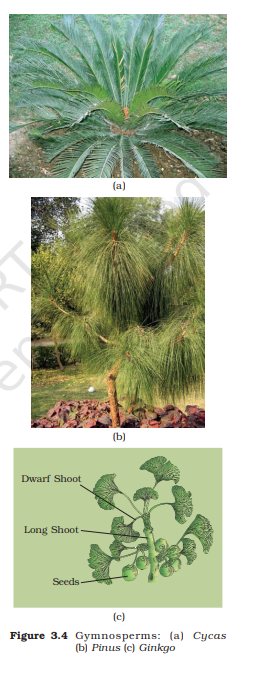 (a)
(b)
Dwarf Shoot
Long Shoot
Seeds
(c)
Figure 3.4 Gymnosperms: (a) Cycas
(b) Pinus (c) Ginkgo